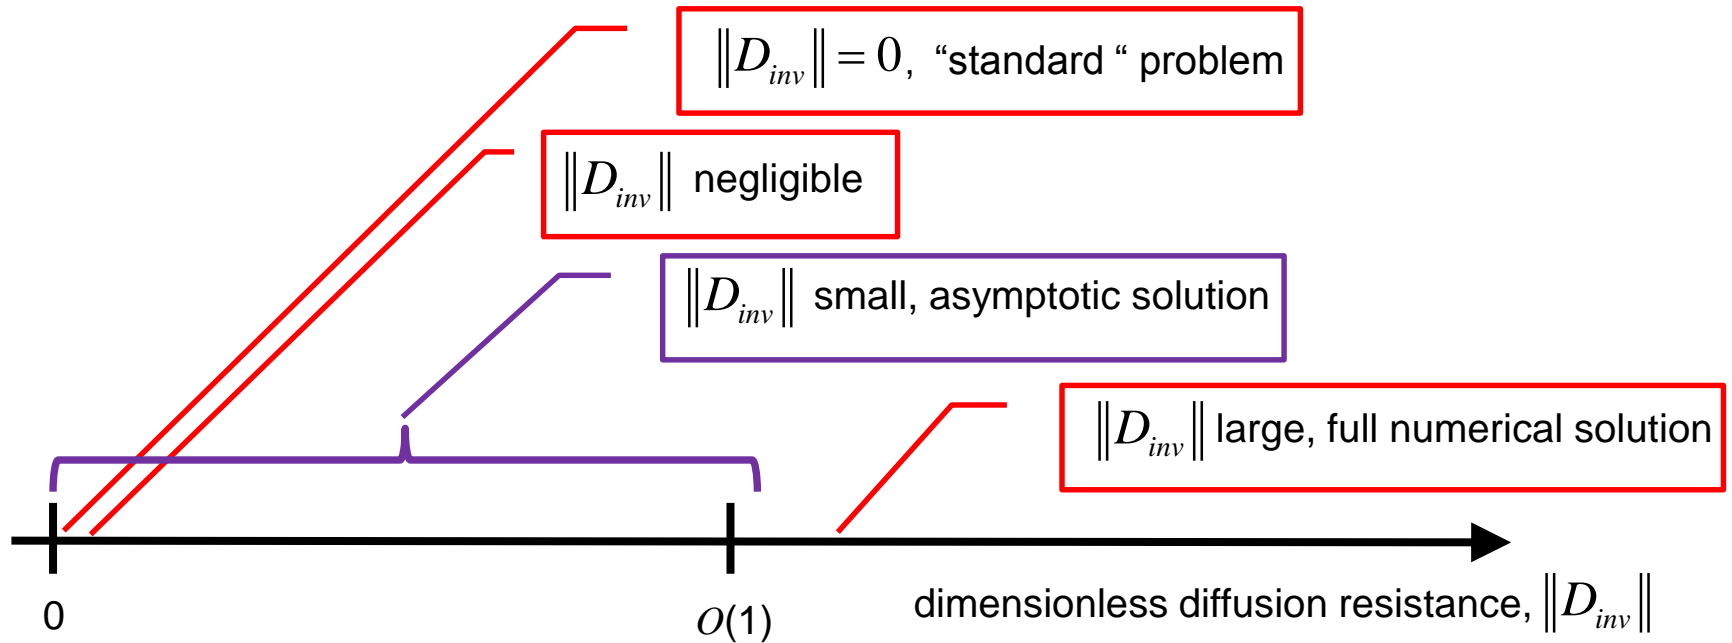 ‖D_inv‖ = 0, “standard “ problem
‖D_inv‖ negligible
‖D_inv‖ small, asymptotic solution
‖D_inv‖ large, full numerical solution
0
O(1)
dimensionless diffusion resistance, ‖D_inv‖